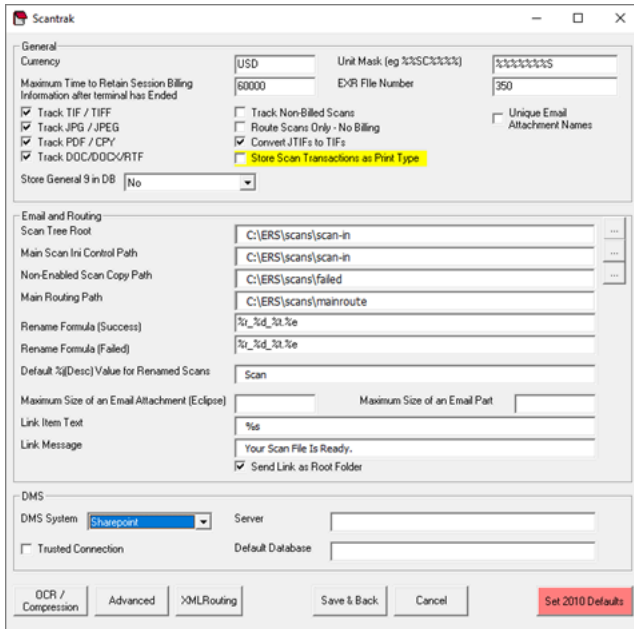 Scantrak
General
Currency
USD
Unit Mask (eg %%SC%%%%)
%%%%%%%S
Maximum Time to Retain Session Billing
Information after terminal has Ended
60000
EXR FIle Number
350
Track TIF / TIFF
Track Non-Billed Scans
Unique Email
Attachment Names
Track JPG / JPEG
Route Scans Only - No Billing
Track PDF / CPY
Convert JTIFs to TIFs
Track DOC/DOCX/RTF
Store Scan Transactions as Print Type
Store General 9 in DB
No
Email and Routing
Scan Tree Root
C:\ERS\scans\scan-in
...
Main Scan Ini Control Path
C:\ERS\scans\scan-in
...
Non-Enabled Scan Copy Path
C:\ERS\scans\failed
...
Main Routing Path
C:\ERS\scans\mainroute
Rename Formula (Success)
%r_%d_%t.%e
Rename Formula (Failed)
%r_%d_%t.%e
Default %j(Desc) Value for Renamed Scans
Scan
Maximum Size of an Email Attachment (Eclipse)
Maximum Size of an Email Part
Link Item Text
%s
Link Message
Your Scan File Is Ready.
Send Link as Root Folder
DMS
DMS System
Sharepoint
Server
Trusted Connection
Default Database
OCR /
Compression
Advanced
XMLRouting
Save & Back
Cancel
Set 2010 Defaults